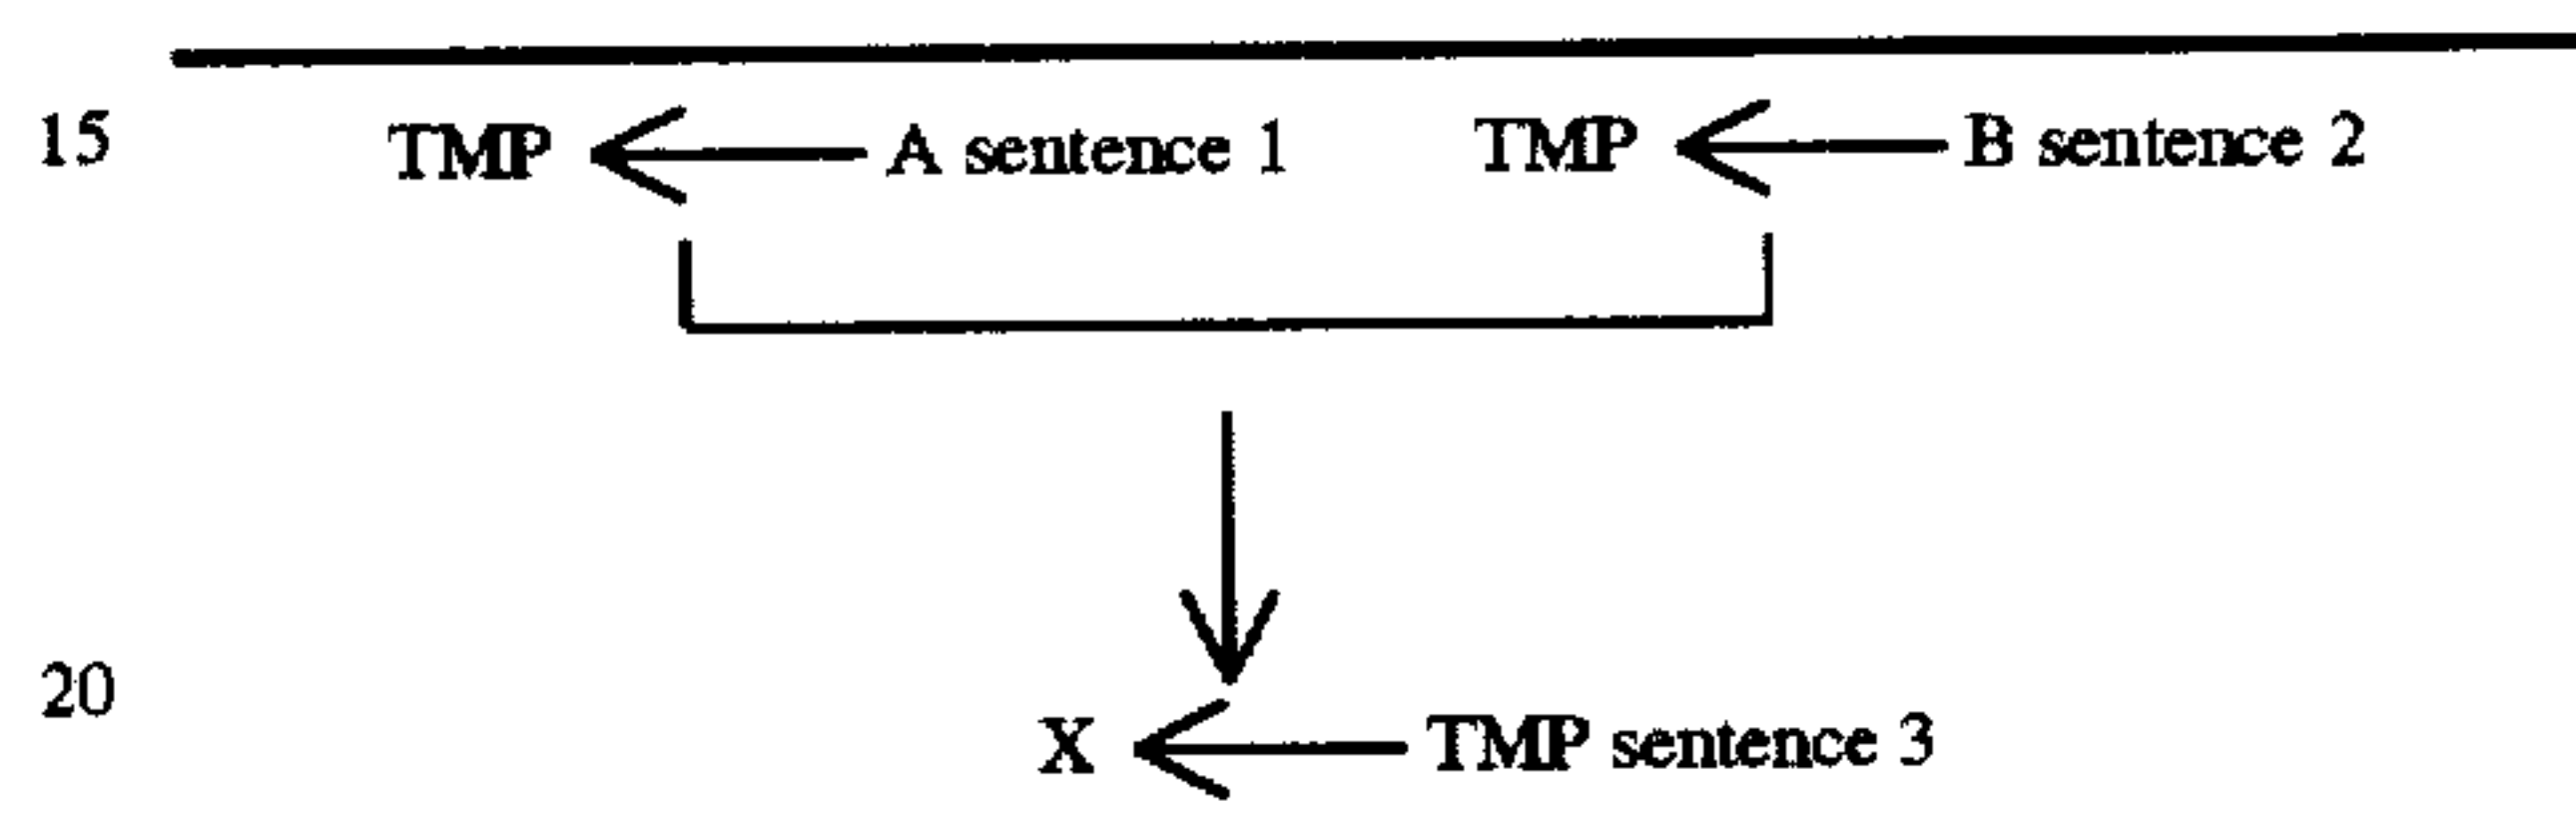 15 TMP A sentence 1 TMP B sentence 2
20 X TMP sentence 3